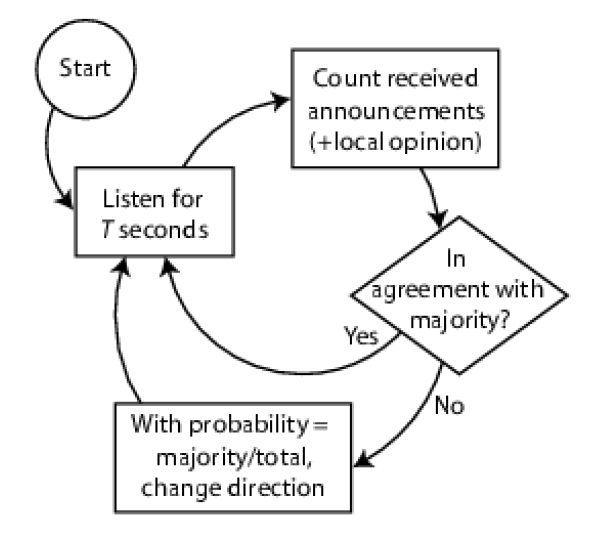 Start
Count received
announcements
(+local opinion)
Listen for
T seconds
In
agreement with
majority?
Yes
No
With probability =
majority/total,
change direction